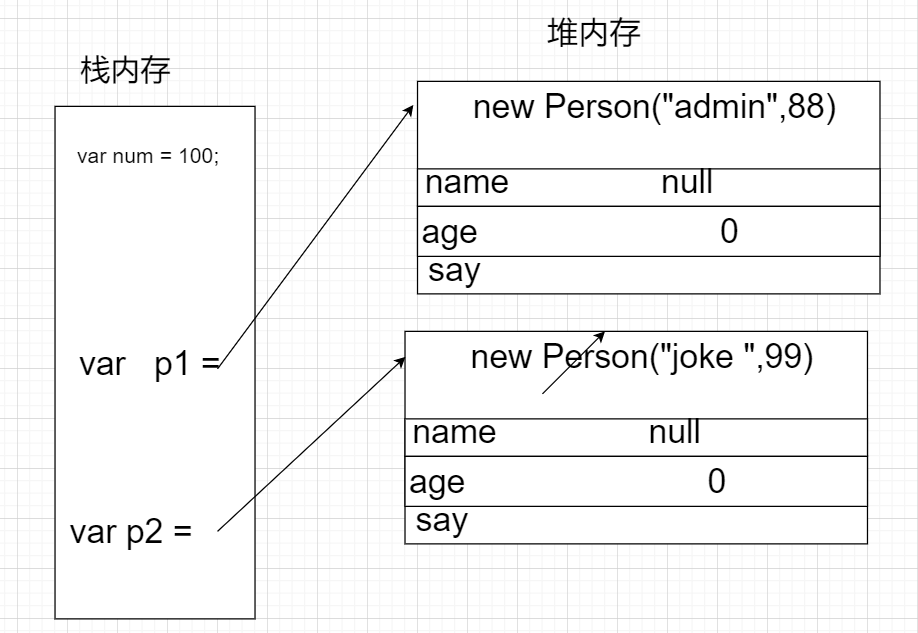 堆内存
栈内存
new Person("admin",88)
var num = 100;
name null
age 0
say
var p1 =
new Person("joke ",99)
name null
age 0
say
var p2 =